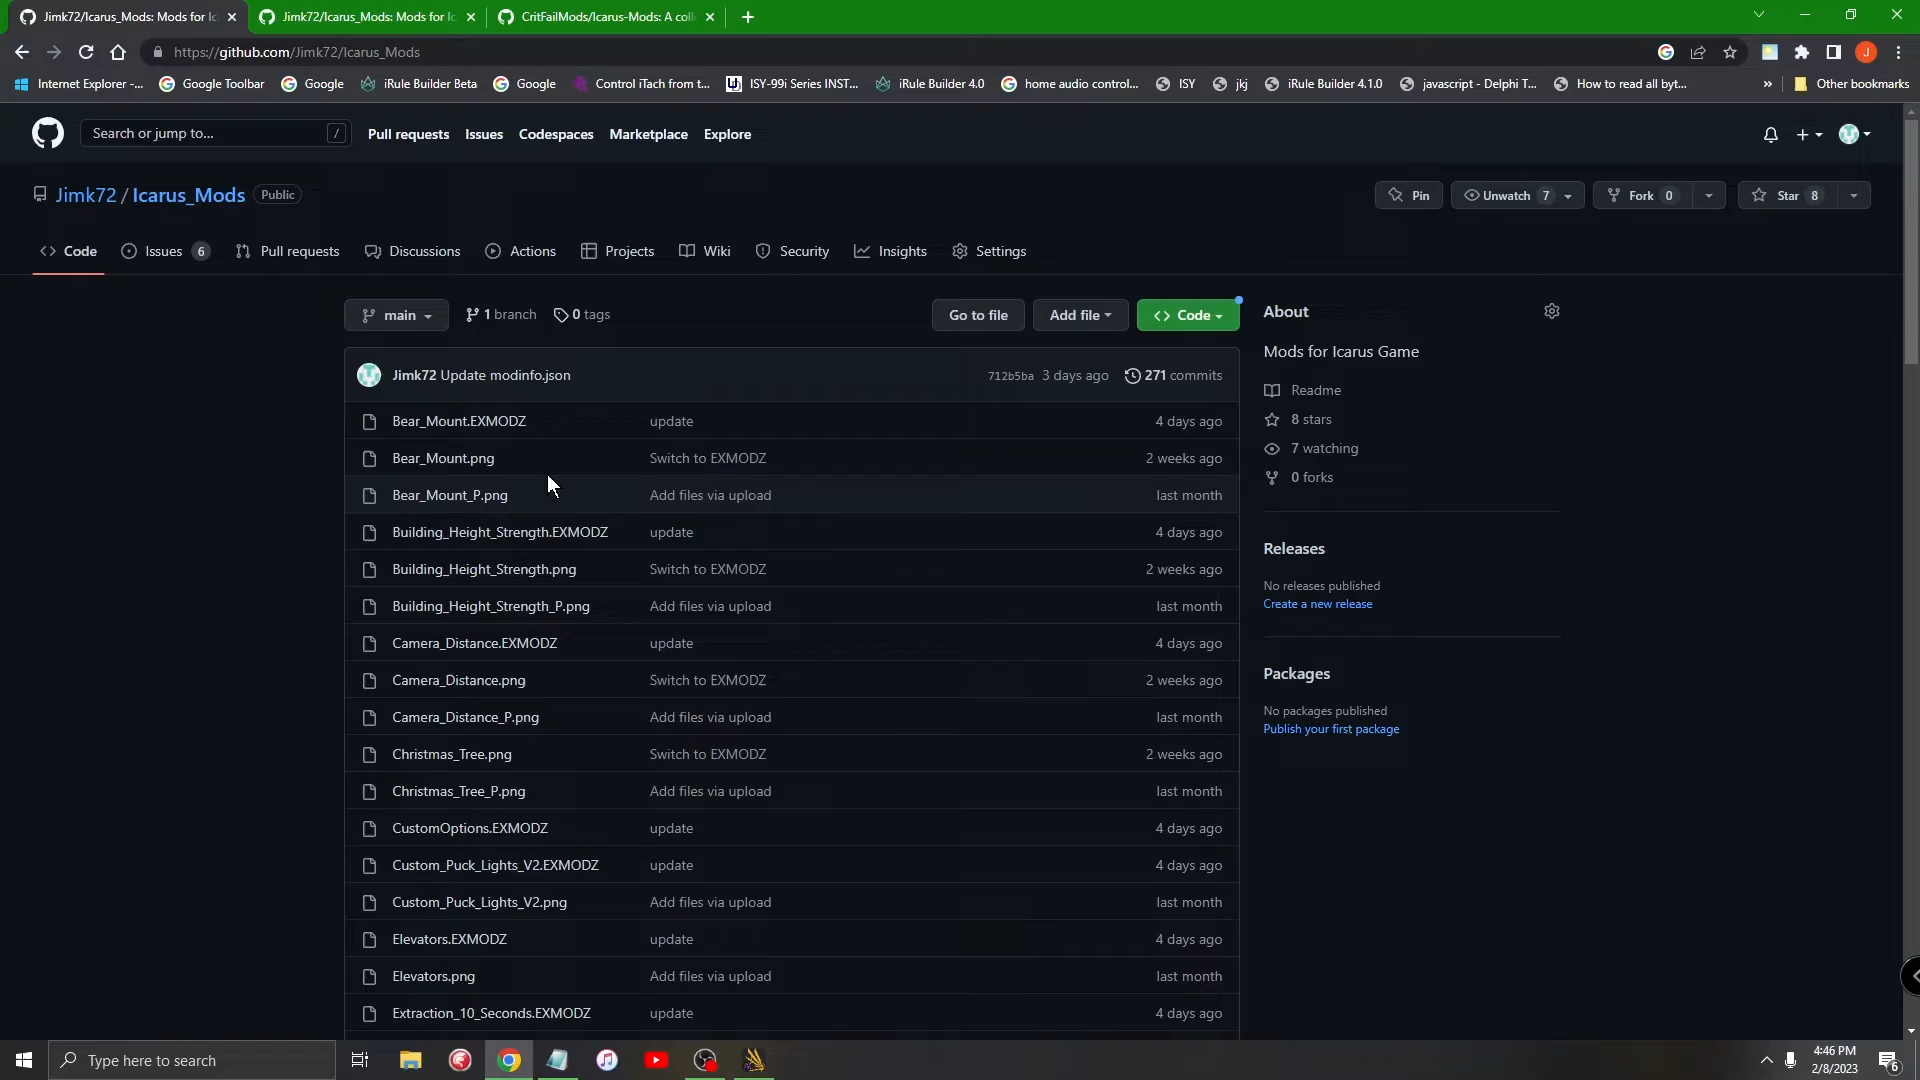 Jimk72/Icarus_Mods: Mods for Ic
Jimk72/Icarus_Mods: Mods for Ic
CritFailMods/Icarus-Mods: A coll
https://github.com/Jimk72/Icarus_Mods
J
Internet Explorer -...
Google Toolbar
Google
iRule Builder Beta
Google
Control iTach from t...
ISY-99i Series INST...
iRule Builder 4.0
home audio control...
ISY
jkj
iRule Builder 4.1.0
javascript - Delphi T...
How to read all byt...
»
Other bookmarks
Search or jump to...
/
Pull requests
Issues
Codespaces
Marketplace
Explore
Jimk72 / Icarus_Mods Public
Pin
Unwatch 7
Fork 0
Star 8
Code
Issues 6
Pull requests
Discussions
Actions
Projects
Wiki
Security
Insights
Settings
main
1 branch
0 tags
Go to file
Add file
Code
Jimk72 Update modinfo.json 712b5ba 3 days ago 271 commits
Bear_Mount.EXMODZ update 4 days ago
Bear_Mount.png Switch to EXMODZ 2 weeks ago
Bear_Mount_P.png Add files via upload last month
Building_Height_Strength.EXMODZ update 4 days ago
Building_Height_Strength.png Switch to EXMODZ 2 weeks ago
Building_Height_Strength_P.png Add files via upload last month
Camera_Distance.EXMODZ update 4 days ago
Camera_Distance.png Switch to EXMODZ 2 weeks ago
Camera_Distance_P.png Add files via upload last month
Christmas_Tree.png Switch to EXMODZ 2 weeks ago
Christmas_Tree_P.png Add files via upload last month
CustomOptions.EXMODZ update 4 days ago
Custom_Puck_Lights_V2.EXMODZ update 4 days ago
Custom_Puck_Lights_V2.png Add files via upload last month
Elevators.EXMODZ update 4 days ago
Elevators.png Add files via upload last month
Extraction_10_Seconds.EXMODZ update 4 days ago
About
Mods for Icarus Game
Readme
8 stars
7 watching
0 forks
Releases
No releases published
Create a new release
Packages
No packages published
Publish your first package
Type here to search
4:46 PM
2/8/2023
6